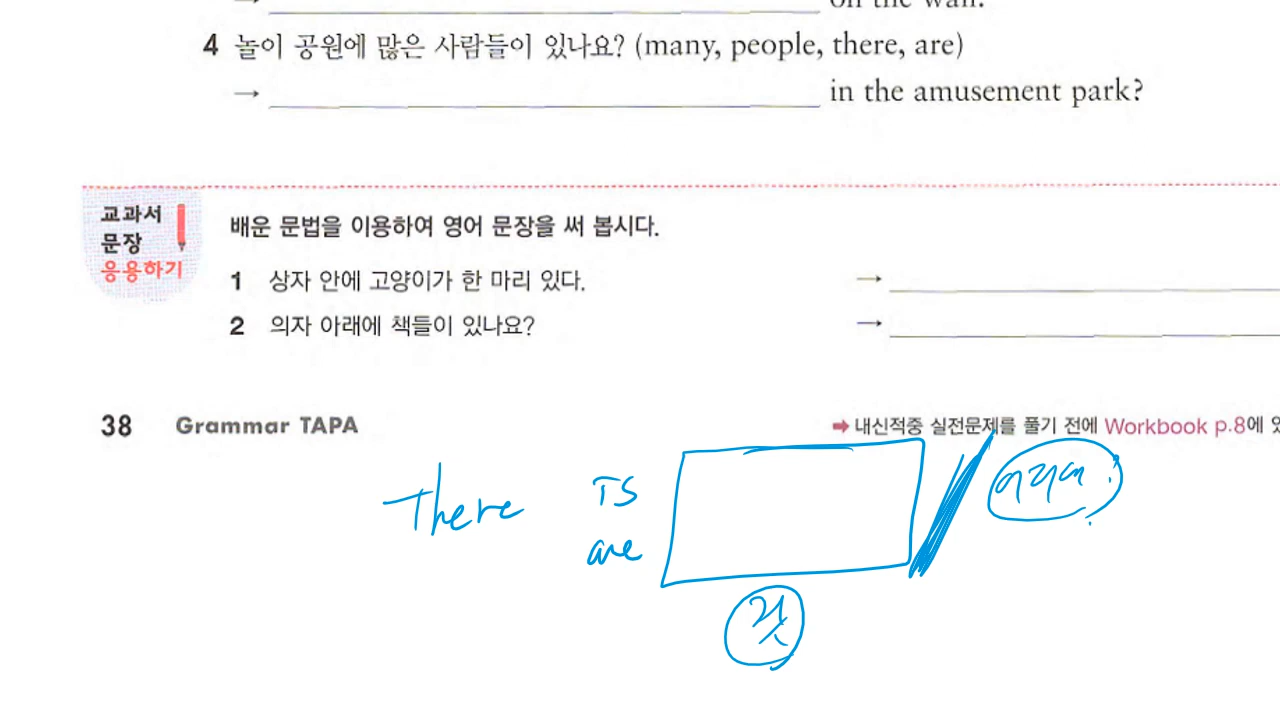 → on the wall.
4 놀이 공원에 많은 사람들이 있나요? (many, people, there, are)
→ in the amusement park?
교과서
문장
응용하기
배운 문법을 이용하여 영어 문장을 써 봅시다.
1 상자 안에 고양이가 한 마리 있다. →
2 의자 아래에 책들이 있나요? →
38 Grammar TAPA
➡ 내신적중 실전문제를 풀기 전에 Workbook p.8에
There is
are
것